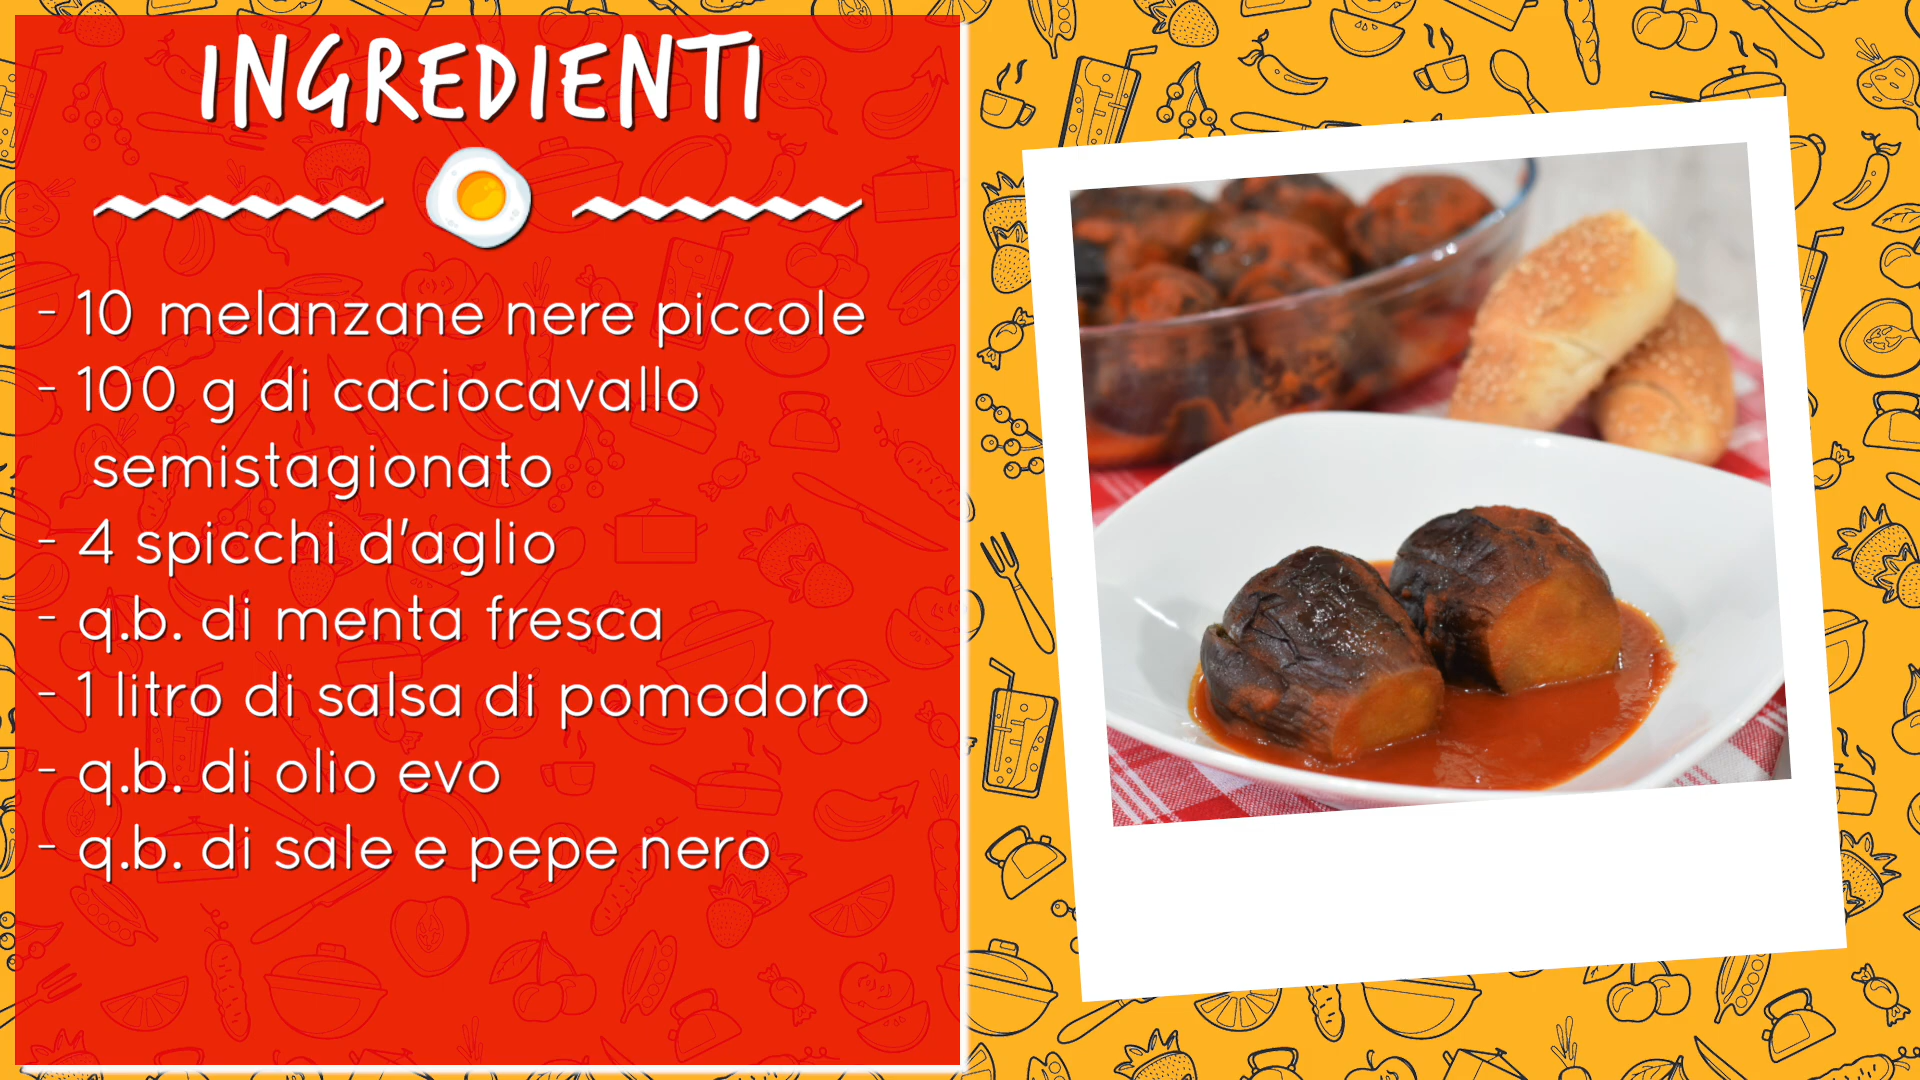 INGREDIENTI
- 10 melanzane nere piccole
- 100 g di caciocavallo
semistagionato
- 4 spicchi d'aglio
- q.b. di menta fresca
- 1 litro di salsa di pomodoro
- q.b. di olio evo
- q.b. di sale e pepe nero